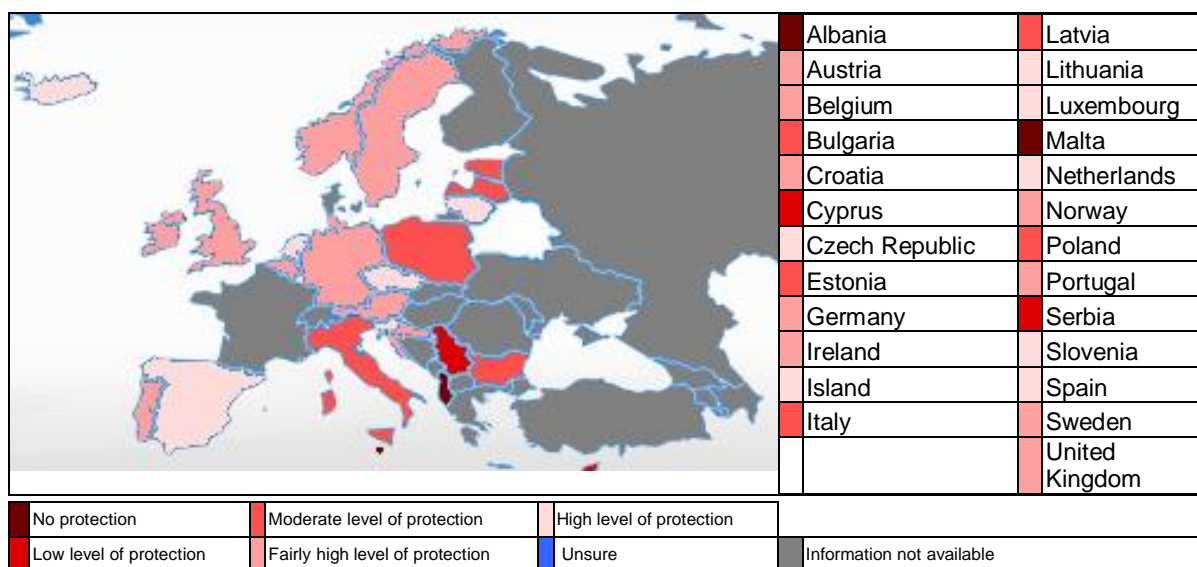 Albania Latvia
Austria Lithuania
Belgium Luxembourg
Bulgaria Malta
Croatia Netherlands
Cyprus Norway
Czech Republic Poland
Estonia Portugal
Germany Serbia
Ireland Slovenia
Island Spain
Italy Sweden
United
Kingdom
No protection Moderate level of protection High level of protection
Low level of protection Fairly high level of protection Unsure Information not available